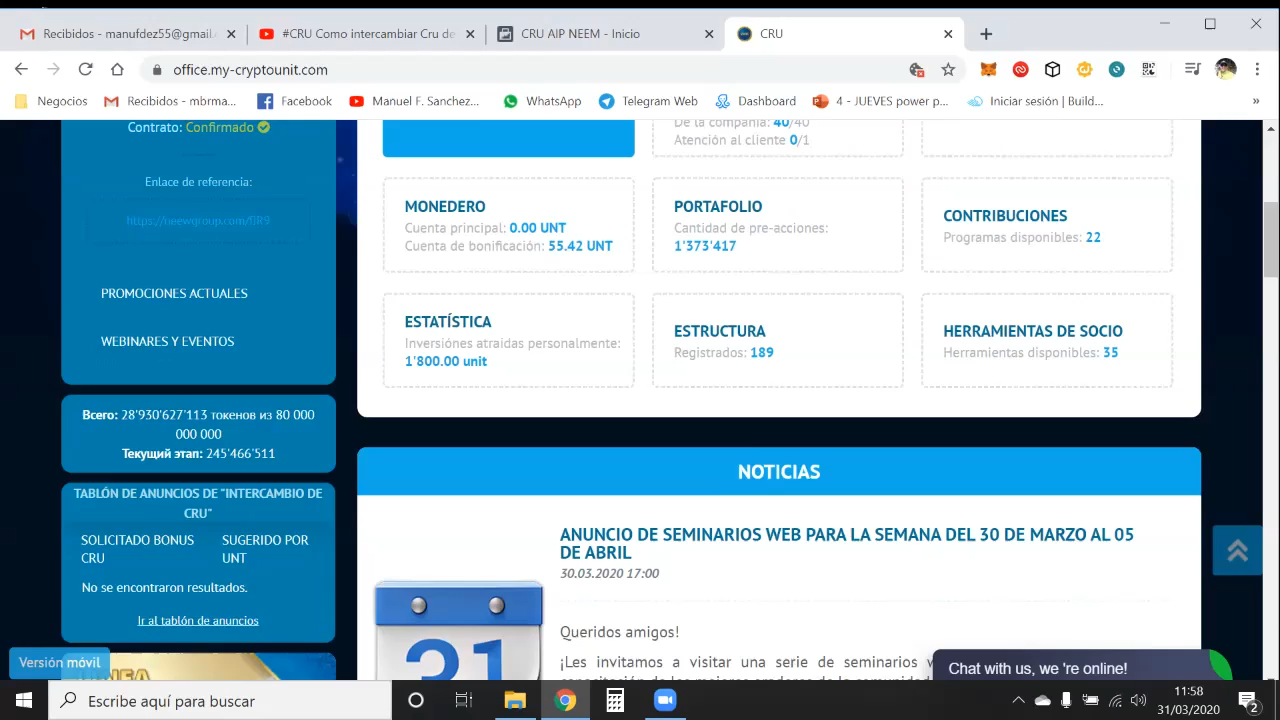 Recibidos - manufdez55@gmail.
#CRU Como intercambiar Cru de
CRU AIP NEEM - Inicio
CRU
office.my-cryptounit.com
Negocios
Recibidos - mbrma...
Facebook
Manuel F. Sanchez...
WhatsApp
Telegram Web
Dashboard
4 - JUEVES power p...
Iniciar sesión | Build...
»
Contrato: Confirmado
Enlace de referencia:
PROMOCIONES ACTUALES
WEBINARES Y EVENTOS
Всего: 28'930'627'113 токенов из 80 000
000 000
Текущий этап: 245'466'511
TABLÓN DE ANUNCIOS DE "INTERCAMBIO DE
CRU"
SOLICITADO BONUS
CRU
SUGERIDO POR
UNT
No se encontraron resultados.
Ir al tablón de anuncios
Versión móvil
De la compañía: 40/40
Atención al cliente 0/1
MONEDERO
Cuenta principal: 0.00 UNT
Cuenta de bonificación: 55.42 UNT
PORTAFOLIO
Cantidad de pre-acciones:
1'373'417
CONTRIBUCIONES
Programas disponibles: 22
ESTATÍSTICA
Inversiónes atraidas personalmente:
1'800.00 unit
ESTRUCTURA
Registrados: 189
HERRAMIENTAS DE SOCIO
Herramientas disponibles: 35
NOTICIAS
ANUNCIO DE SEMINARIOS WEB PARA LA SEMANA DEL 30 DE MARZO AL 05
DE ABRIL
30.03.2020 17:00
31
Queridos amigos!
¡Les invitamos a visitar una serie de seminarios
Chat with us, we 're online!
Escribe aquí para buscar
11:58
31/03/2020
2